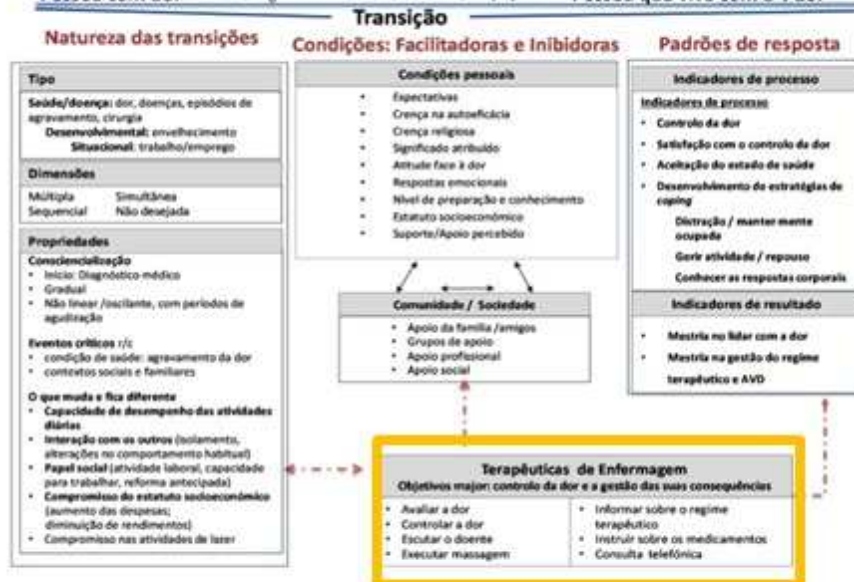 Transição
Natureza das transições
Tipo
Saúde/doença: dor, doenças, episódios de
agravamento, cirurgia
Desenvolvimental: envelhecimento
Situacional: trabalho/emprego
Dimensões
Múltipla Simultânea
Sequencial Não desejada
Propriedades
Consciencialização
• Início: Diagnóstico médico
• Gradual
• Não linear /oscilante, com períodos de
agudização
Eventos críticos r/c
• condição de saúde: agravamento da dor
• contextos sociais e familiares
O que muda e fica diferente
• Capacidade de desempenho das atividades
diárias
• Interação com os outros (isolamento,
alterações no comportamento habitual)
• Papel social (atividade laboral, capacidade
para trabalhar, reforma antecipada)
• Compromisso do estatuto socioeconómico
(aumento das despesas;
diminuição de rendimentos)
• Compromisso nas atividades de lazer
Condições: Facilitadoras e Inibidoras
Condições pessoais
• Expectativas
• Crença na autoeficácia
• Crença religiosa
• Significado atribuído
• Atitude face à dor
• Respostas emocionais
• Nível de preparação e conhecimento
• Estatuto socioeconómico
• Suporte/Apoio percebido
Comunidade / Sociedade
• Apoio da família /amigos
• Grupos de apoio
• Apoio profissional
• Apoio social
Padrões de resposta
Indicadores de processo
Indicadores de processo
• Controlo da dor
• Satisfação com o controlo da dor
• Aceitação do estado de saúde
• Desenvolvimento de estratégias de
coping
Distração / manter mente
ocupada
Gerir atividade / repouso
Conhecer as respostas corporais
Indicadores de resultado
• Mestria no lidar com a dor
• Mestria na gestão do regime
terapêutico e AVD
Terapêuticas de Enfermagem
Objetivos major: controlo da dor e a gestão das suas consequências
• Avaliar a dor
• Controlar a dor
• Escutar o doente
• Executar massagem
• Informar sobre o regime
terapêutico
• Instruir sobre os medicamentos
• Consulta telefónica